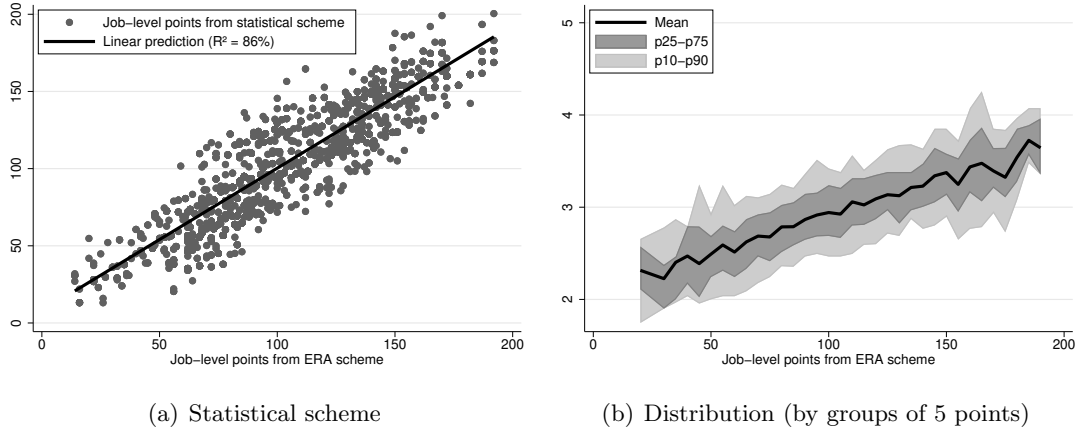 Job−level points from statistical scheme
Linear prediction (R² = 86%)
200
150
100
50
0
0 50 100 150 200
Job−level points from ERA scheme
(a) Statistical scheme
Mean
p25−p75
p10−p90
5
4
3
2
0 50 100 150 200
Job−level points from ERA scheme
(b) Distribution (by groups of 5 points)